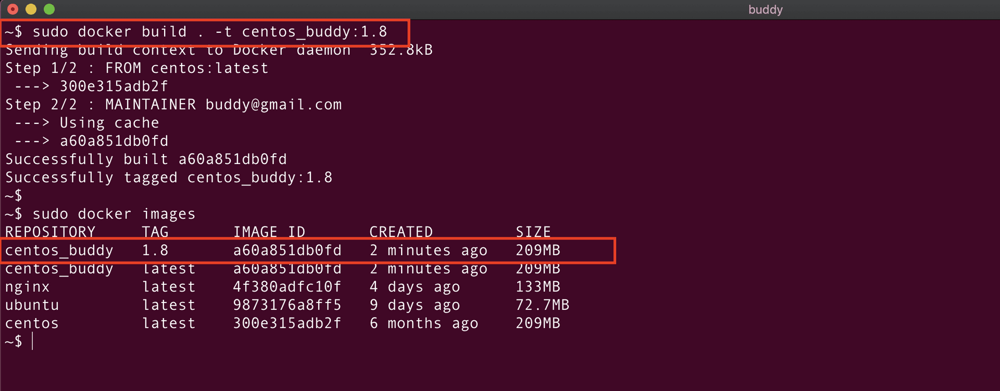 buddy
~$ sudo docker build . -t centos_buddy:1.8
Sending build context to Docker daemon  352.8kB
Step 1/2 : FROM centos:latest
 ---> 300e315adb2f
Step 2/2 : MAINTAINER buddy@gmail.com
 ---> Using cache
 ---> a60a851db0fd
Successfully built a60a851db0fd
Successfully tagged centos_buddy:1.8
~$
~$ sudo docker images
REPOSITORY     TAG       IMAGE ID       CREATED         SIZE
centos_buddy   1.8       a60a851db0fd   2 minutes ago   209MB
centos_buddy   latest    a60a851db0fd   2 minutes ago   209MB
nginx          latest    4f380adfc10f   4 days ago      133MB
ubuntu         latest    9873176a8ff5   9 days ago      72.7MB
centos         latest    300e315adb2f   6 months ago    209MB
~$